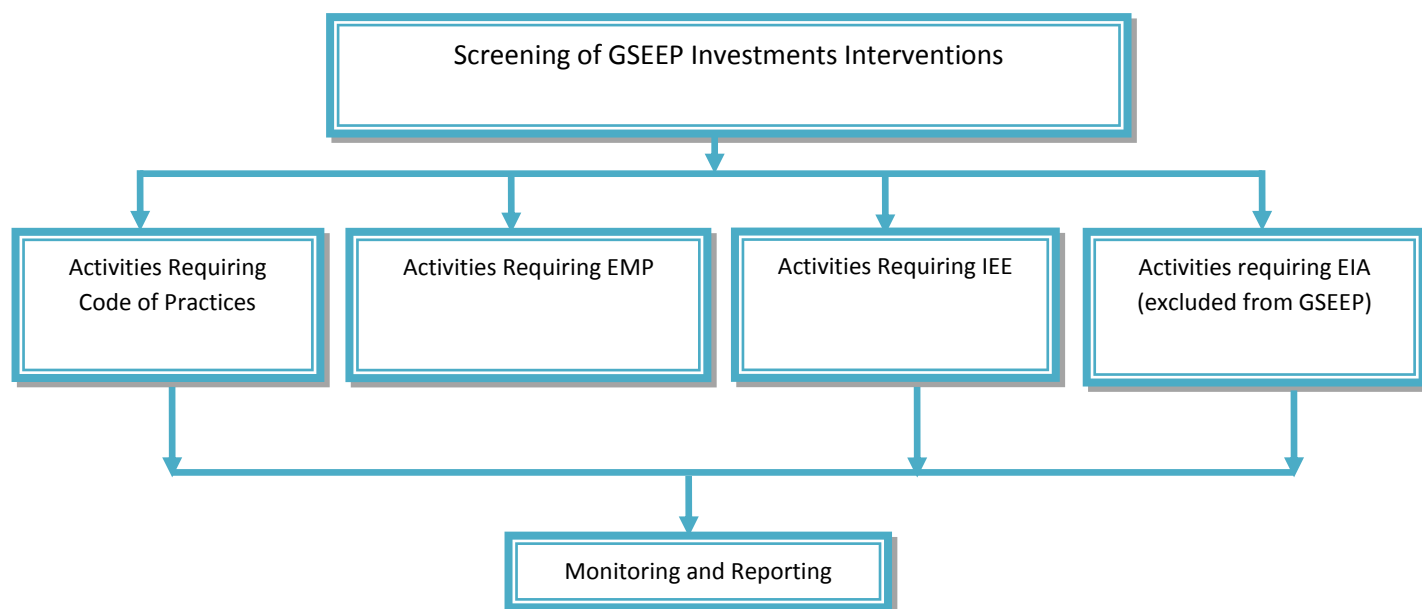 Screening of GSEEP Investments Interventions
Activities Requiring
Code of Practices
Activities Requiring EMP
Activities Requiring IEE
Activities requiring EIA
(excluded from GSEEP)
Monitoring and Reporting